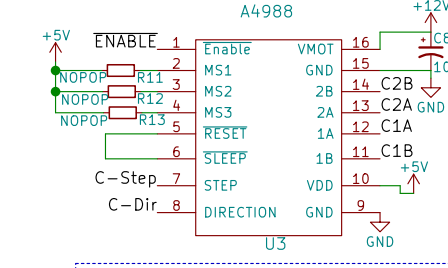 A4988
+12V
+5V
ENABLE 1 Enable VMOT 16 C8
NOPOP R11 2 MS1 GND 15 10
NOPOP R12 3 MS2 2B 14 C2B
NOPOP R13 4 MS3 2A 13 C2A GND
5 RESET 1A 12 C1A
6 SLEEP 1B 11 C1B
C-Step 7 STEP VDD 10 +5V
C-Dir 8 DIRECTION GND 9
U3 GND